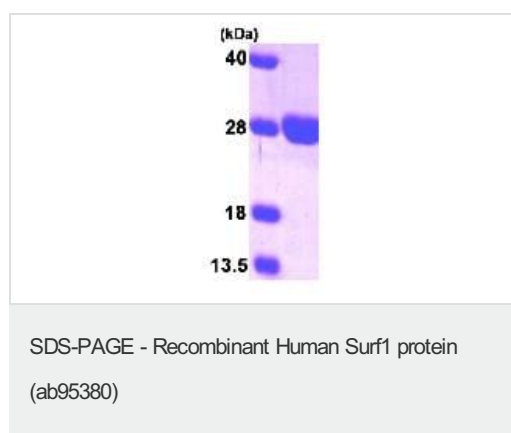 (kDa)
40
28
18
13.5
SDS-PAGE - Recombinant Human Surf1 protein
(ab95380)